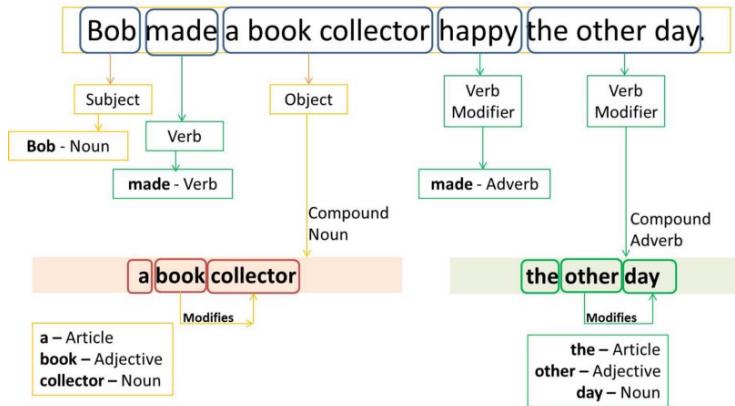 Bob made a book collector happy the other day.
Subject
Object
Verb
Modifier
Verb
Modifier
Verb
Bob - Noun
made - Verb
made - Adverb
Compound
Noun
Compound
Adverb
a book collector
the other day
Modifies
Modifies
a – Article
book – Adjective
collector – Noun
the – Article
other – Adjective
day – Noun